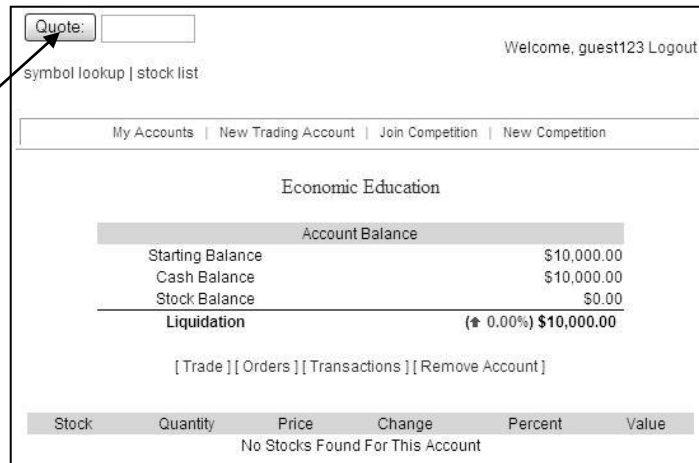 Quote:
Welcome, guest123 Logout
symbol lookup | stock list
My Accounts | New Trading Account | Join Competition | New Competition
Economic Education
Account Balance
Starting Balance $10,000.00
Cash Balance $10,000.00
Stock Balance $0.00
Liquidation (⬆ 0.00%) $10,000.00
[ Trade ] [ Orders ] [ Transactions ] [ Remove Account ]
Stock Quantity Price Change Percent Value
No Stocks Found For This Account